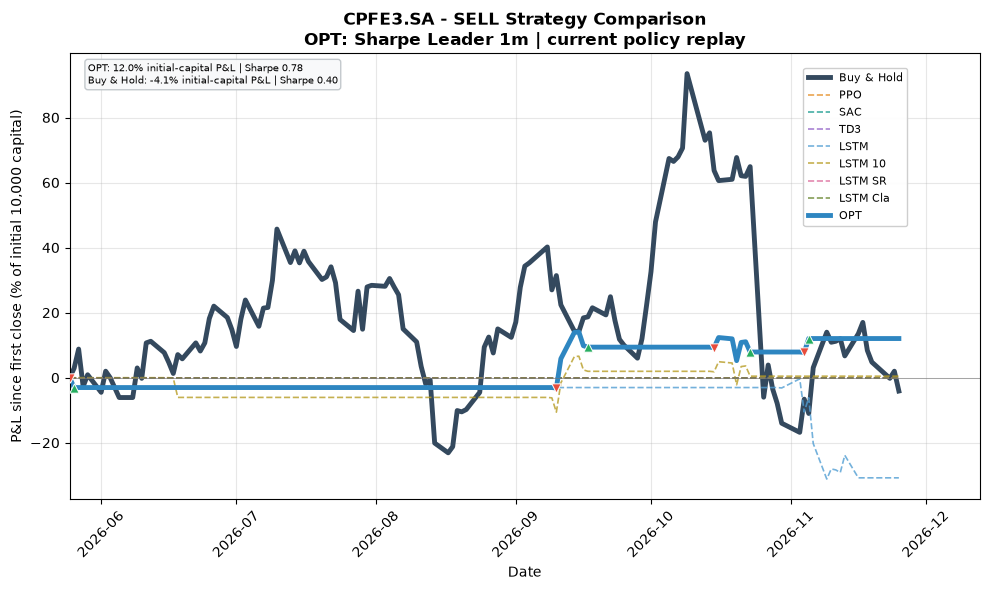 CPFE3.SA - SELL Strategy Comparison
OPT: Sharpe Leader 1m | current policy replay
OPT: 12.0% initial-capital P&L | Sharpe 0.78
Buy & Hold: -4.1% initial-capital P&L | Sharpe 0.40
Buy & Hold
PPO
SAC
TD3
LSTM
LSTM 10
LSTM SR
LSTM Cla
OPT
P&L since first close (% of initial 10,000 capital)
80
60
40
20
0
−20
2026-06
2026-07
2026-08
2026-09
2026-10
2026-11
2026-12
Date